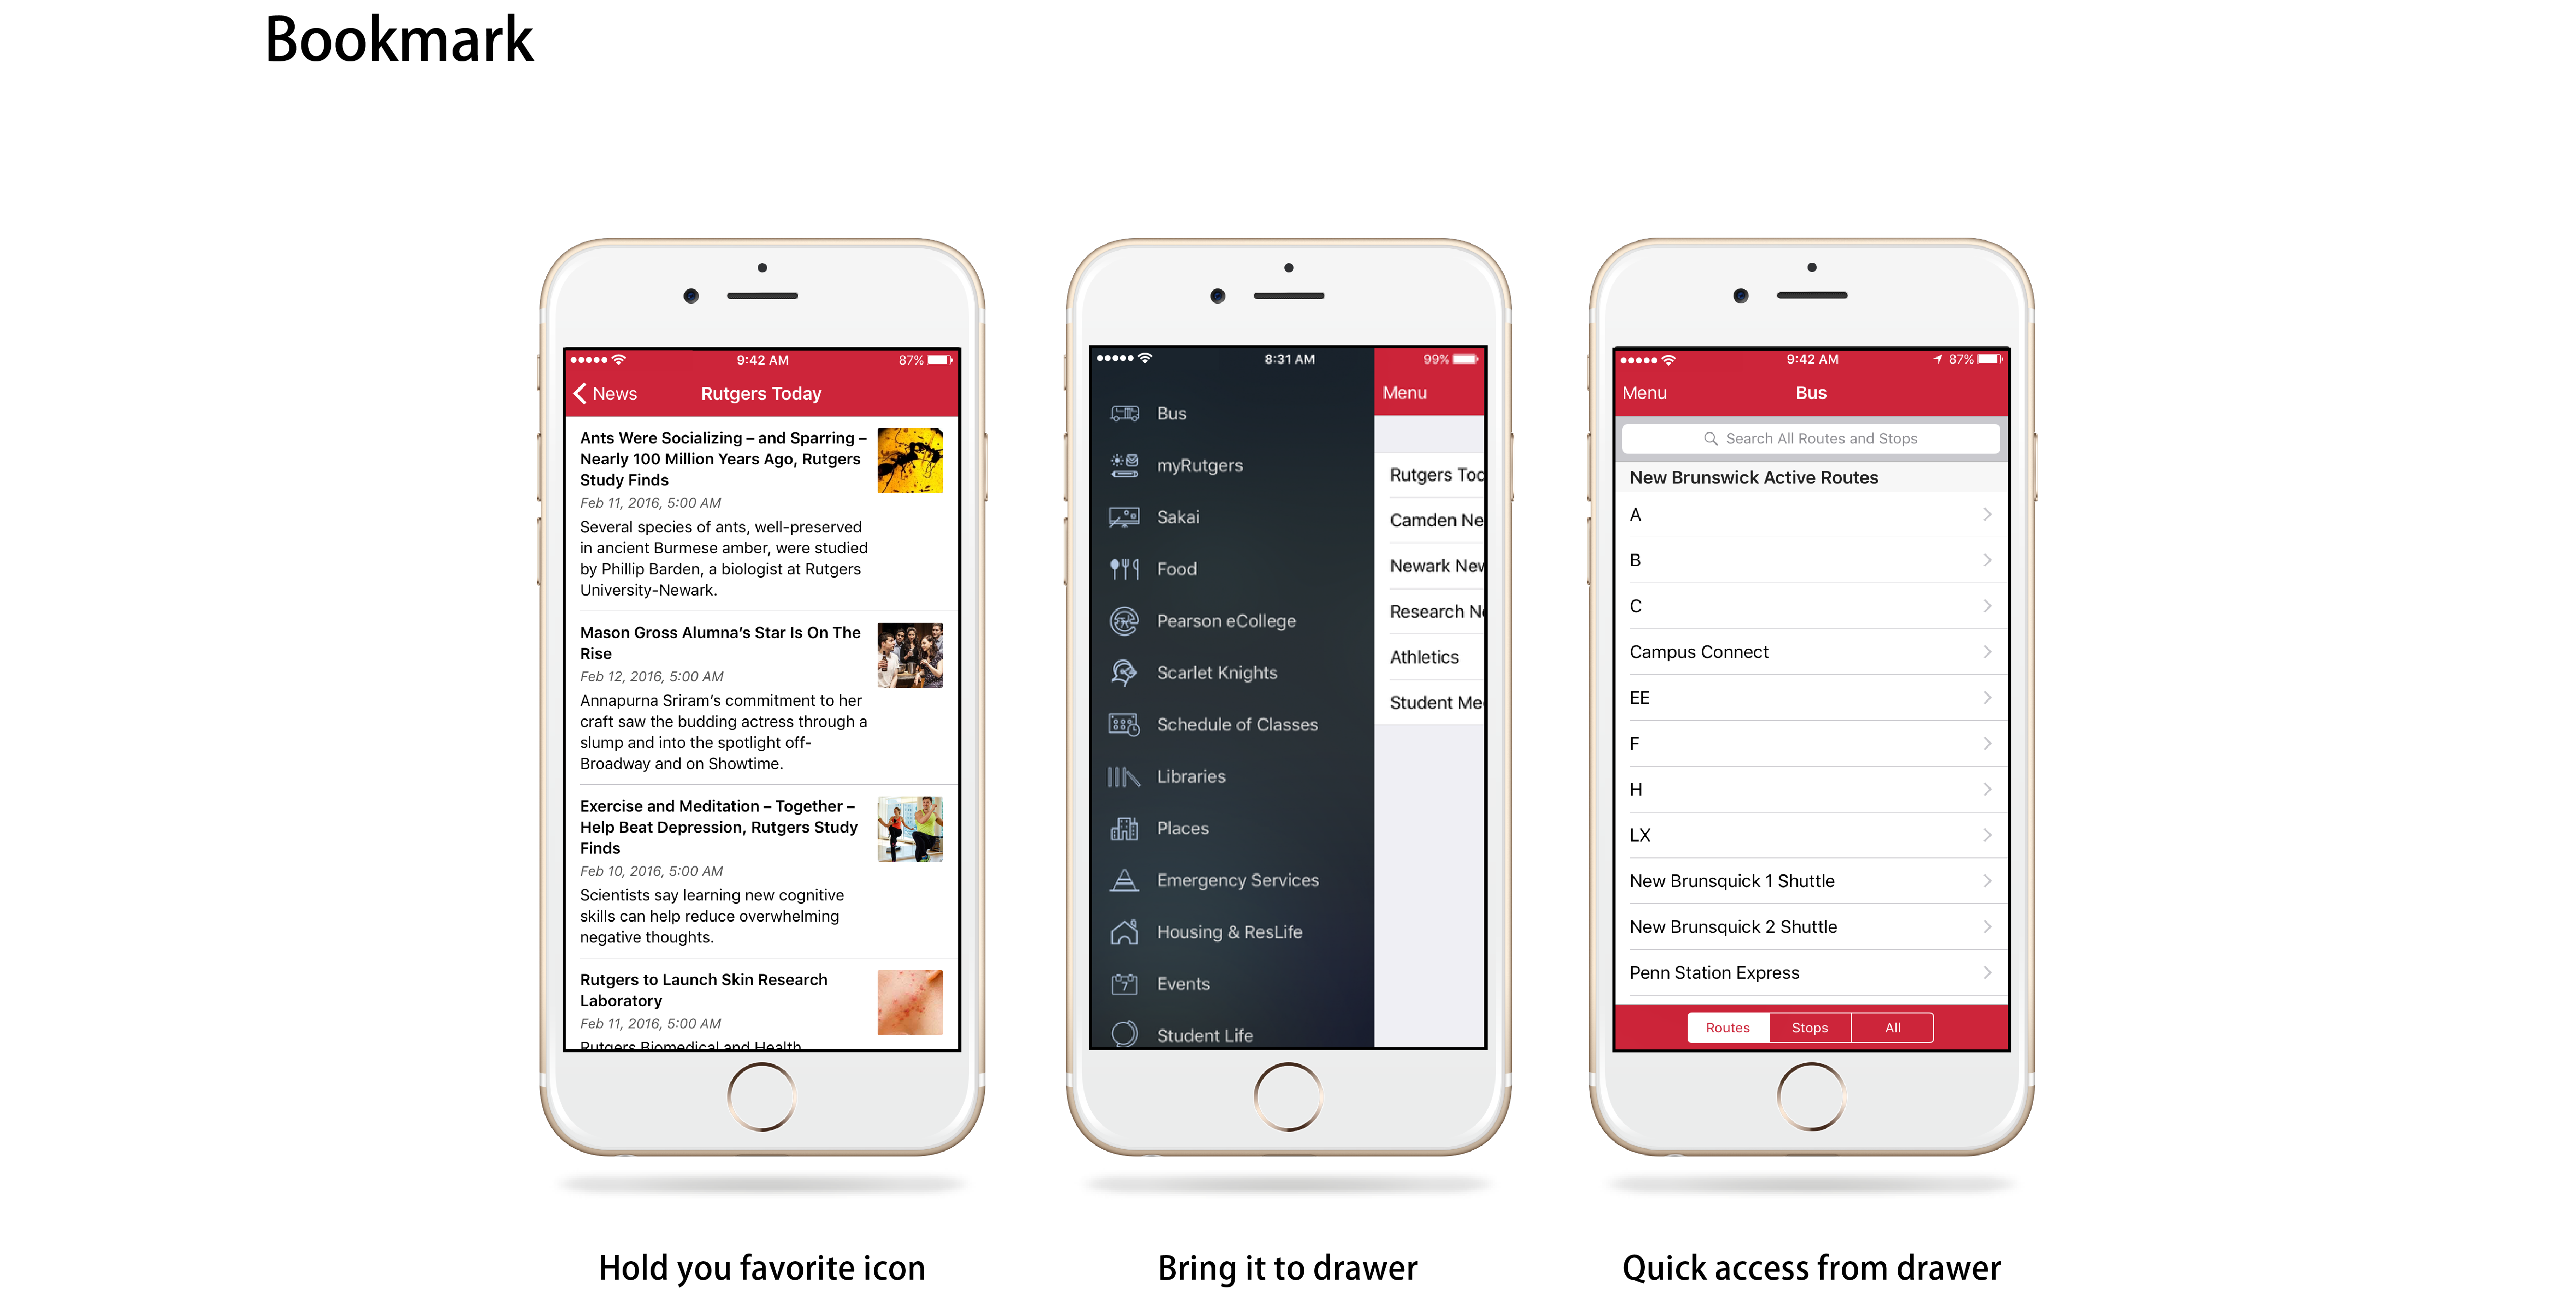 Bookmark
9:42 AM
87%
News
Rutgers Today
Ants Were Socializing – and Sparring –
Nearly 100 Million Years Ago, Rutgers
Study Finds
Feb 11, 2016, 5:00 AM
Several species of ants, well-preserved
in ancient Burmese amber, were studied
by Phillip Barden, a biologist at Rutgers
University-Newark.
Mason Gross Alumna's Star Is On The
Rise
Feb 12, 2016, 5:00 AM
Annapurna Sriram's commitment to her
craft saw the budding actress through a
slump and into the spotlight off-
Broadway and on Showtime.
Exercise and Meditation – Together –
Help Beat Depression, Rutgers Study
Finds
Feb 10, 2016, 5:00 AM
Scientists say learning new cognitive
skills can help reduce overwhelming
negative thoughts.
Rutgers to Launch Skin Research
Laboratory
Feb 11, 2016, 5:00 AM
Rutgers Biomedical and Health
Hold you favorite icon
8:31 AM
99%
Bus
myRutgers
Sakai
Food
Pearson eCollege
Scarlet Knights
Schedule of Classes
Libraries
Places
Emergency Services
Housing & ResLife
7
Events
Student Life
Menu
Rutgers Tod
Camden Ne
Newark New
Research Ne
Athletics
Student Me
Bring it to drawer
9:42 AM
87%
Menu
Bus
Search All Routes and Stops
New Brunswick Active Routes
A
B
C
Campus Connect
EE
F
H
LX
New Brunsquick 1 Shuttle
New Brunsquick 2 Shuttle
Penn Station Express
Routes
Stops
All
Quick access from drawer